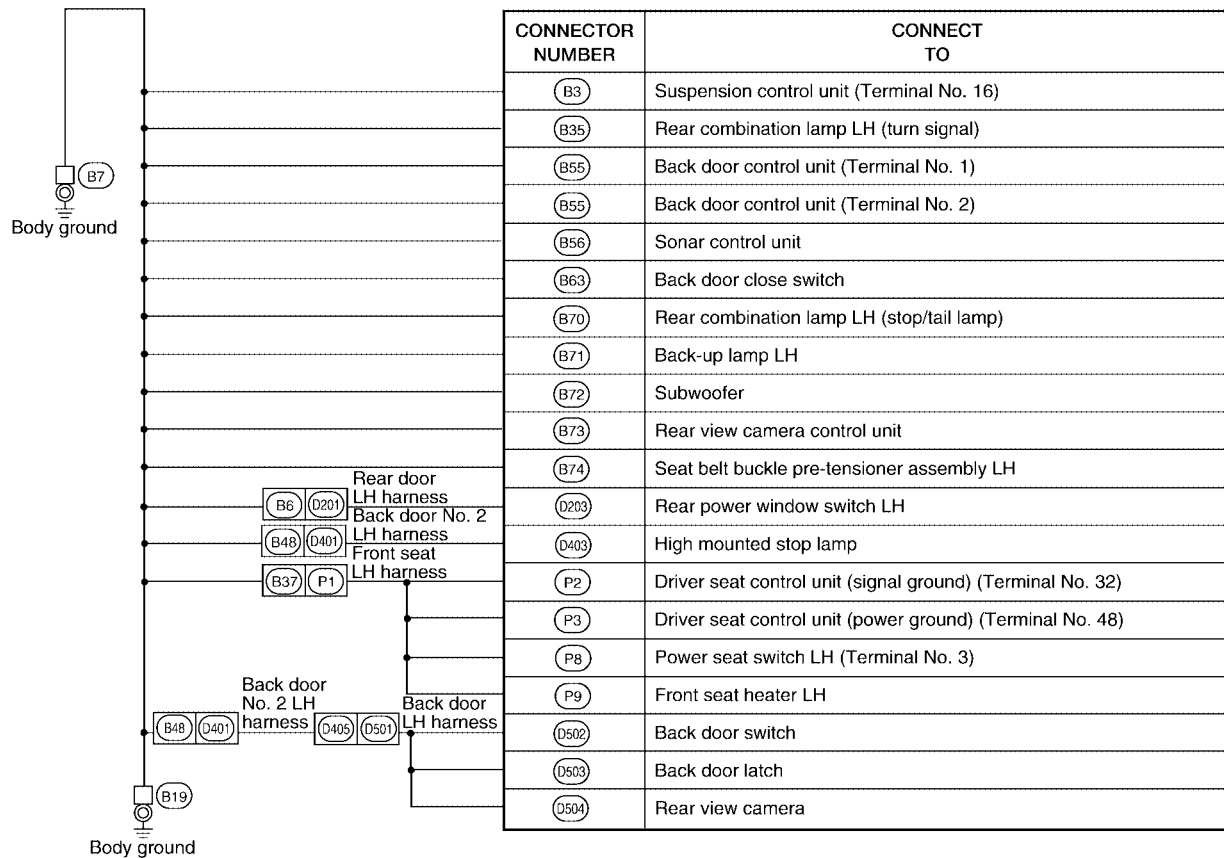 CONNECTOR NUMBER CONNECT TO
B3 Suspension control unit (Terminal No. 16)
B35 Rear combination lamp LH (turn signal)
B55 Back door control unit (Terminal No. 1)
B7
B55 Back door control unit (Terminal No. 2)
Body ground
B56 Sonar control unit
B63 Back door close switch
B70 Rear combination lamp LH (stop/tail lamp)
B71 Back-up lamp LH
B72 Subwoofer
B73 Rear view camera control unit
B74 Seat belt buckle pre-tensioner assembly LH
Rear door
LH harness
B6 D201
D203 Rear power window switch LH
Back door No. 2
LH harness
B48 D401
D403 High mounted stop lamp
Front seat
LH harness
B37 P1
P2 Driver seat control unit (signal ground) (Terminal No. 32)
P3 Driver seat control unit (power ground) (Terminal No. 48)
P8 Power seat switch LH (Terminal No. 3)
P9 Front seat heater LH
Back door
No. 2 LH
harness
B48 D401
D405 D501
Back door
LH harness
D502 Back door switch
D503 Back door latch
D504 Rear view camera
B19
Body ground